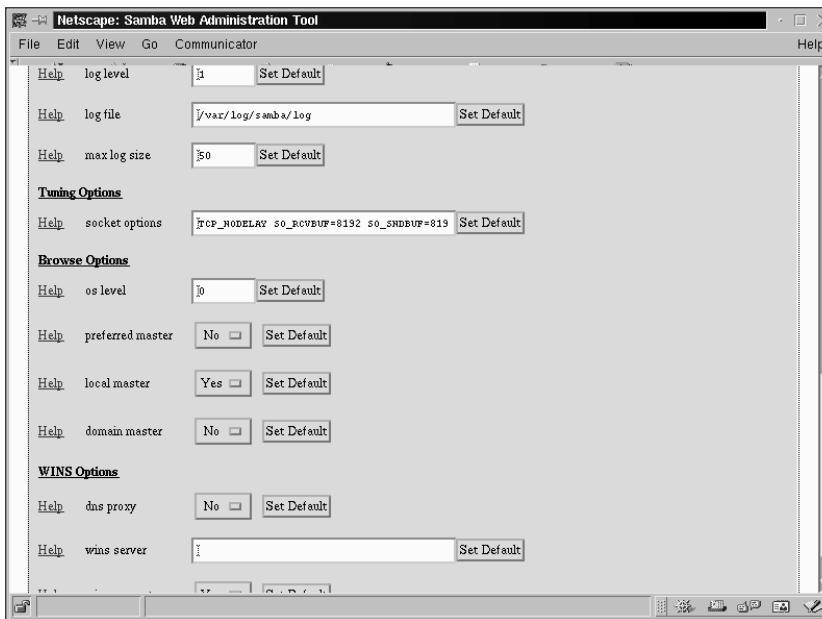 Netscape: Samba Web Administration Tool
File Edit View Go Communicator Help
Help log level 1 Set Default
Help log file /var/log/samba/log Set Default
Help max log size 50 Set Default
Tuning Options
Help socket options TCP_NODELAY SO_RCVBUF=8192 SO_SNDBUF=819 Set Default
Browse Options
Help os level 0 Set Default
Help preferred master No Set Default
Help local master Yes Set Default
Help domain master No Set Default
WINS Options
Help dns proxy No Set Default
Help wins server Set Default